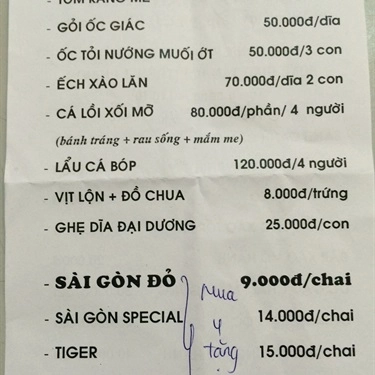 - TÔM RANG ME
- GỎI ỐC GIÁC 50.000đ/dĩa
- ỐC TỎI NƯỚNG MUỐI ỚT 50.000đ/3 con
- ẾCH XÀO LĂN 70.000đ/dĩa 2 con
- CÁ LỒI XỐI MỠ 80.000đ/phần/ 4 người
(bánh tráng + rau sống + mắm me)
- LẨU CÁ BÓP 120.000đ/4 người
- VỊT LỘN + ĐỒ CHUA 8.000đ/trứng
- GHẸ DĨA ĐẠI DƯƠNG 25.000đ/con
- SÀI GÒN ĐỎ 9.000đ/chai
Mua
- SÀI GÒN SPECIAL 14.000đ/chai
4
- TIGER tặng 15.000đ/chai